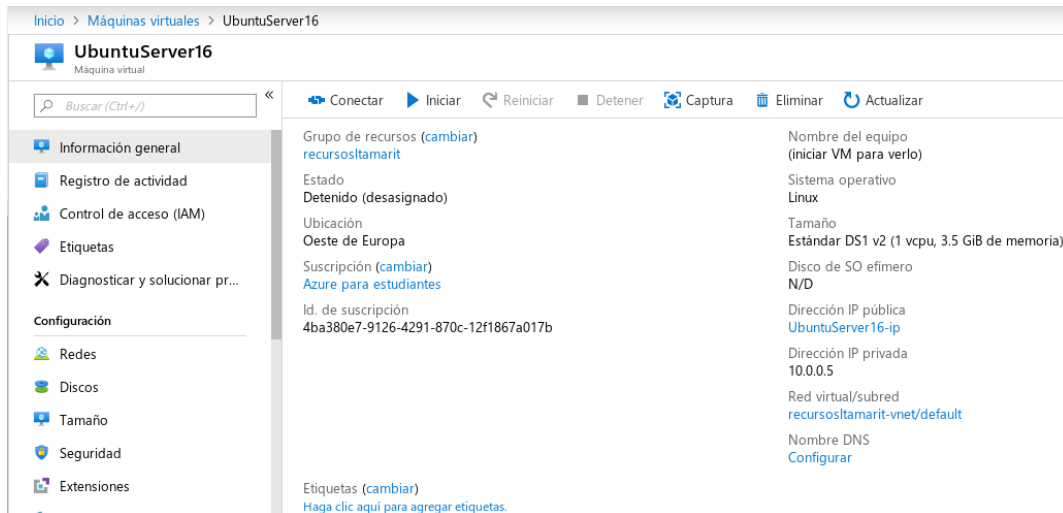 Inicio > Máquinas virtuales > UbuntuServer16
UbuntuServer16
Máquina virtual
Buscar (Ctrl+/)
«
Conectar Iniciar Reiniciar Detener Captura Eliminar Actualizar
Información general
Registro de actividad
Control de acceso (IAM)
Etiquetas
Diagnosticar y solucionar pr...
Configuración
Redes
Discos
Tamaño
Seguridad
Extensiones
Grupo de recursos (cambiar)
recursosltamarit
Estado
Detenido (desasignado)
Ubicación
Oeste de Europa
Suscripción (cambiar)
Azure para estudiantes
Id. de suscripción
4ba380e7-9126-4291-870c-12f1867a017b
Etiquetas (cambiar)
Haga clic aquí para agregar etiquetas.
Nombre del equipo
(iniciar VM para verlo)
Sistema operativo
Linux
Tamaño
Estándar DS1 v2 (1 vcpu, 3.5 GiB de memoria)
Disco de SO efímero
N/D
Dirección IP pública
UbuntuServer16-ip
Dirección IP privada
10.0.0.5
Red virtual/subred
recursosltamarit-vnet/default
Nombre DNS
Configurar